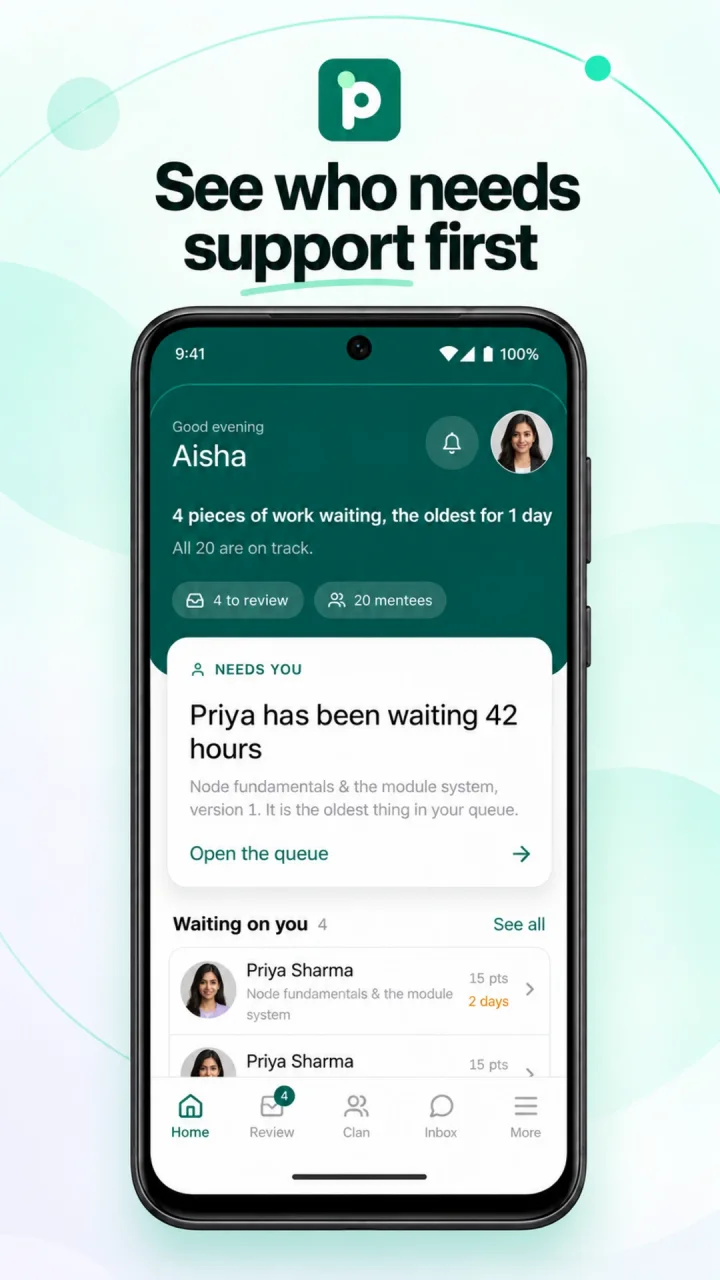 p
See who needs
support first
9:41
100%
Good evening
Aisha
4 pieces of work waiting, the oldest for 1 day
All 20 are on track.
4 to review
20 mentees
NEEDS YOU
Priya has been waiting 42
hours
Node fundamentals & the module system,
version 1. It is the oldest thing in your queue.
Open the queue
Waiting on you 4
See all
Priya Sharma
15 pts
Node fundamentals & the module
system
2 days
Priya Sharma
15 pts
4
Home
Review
Clan
Inbox
More